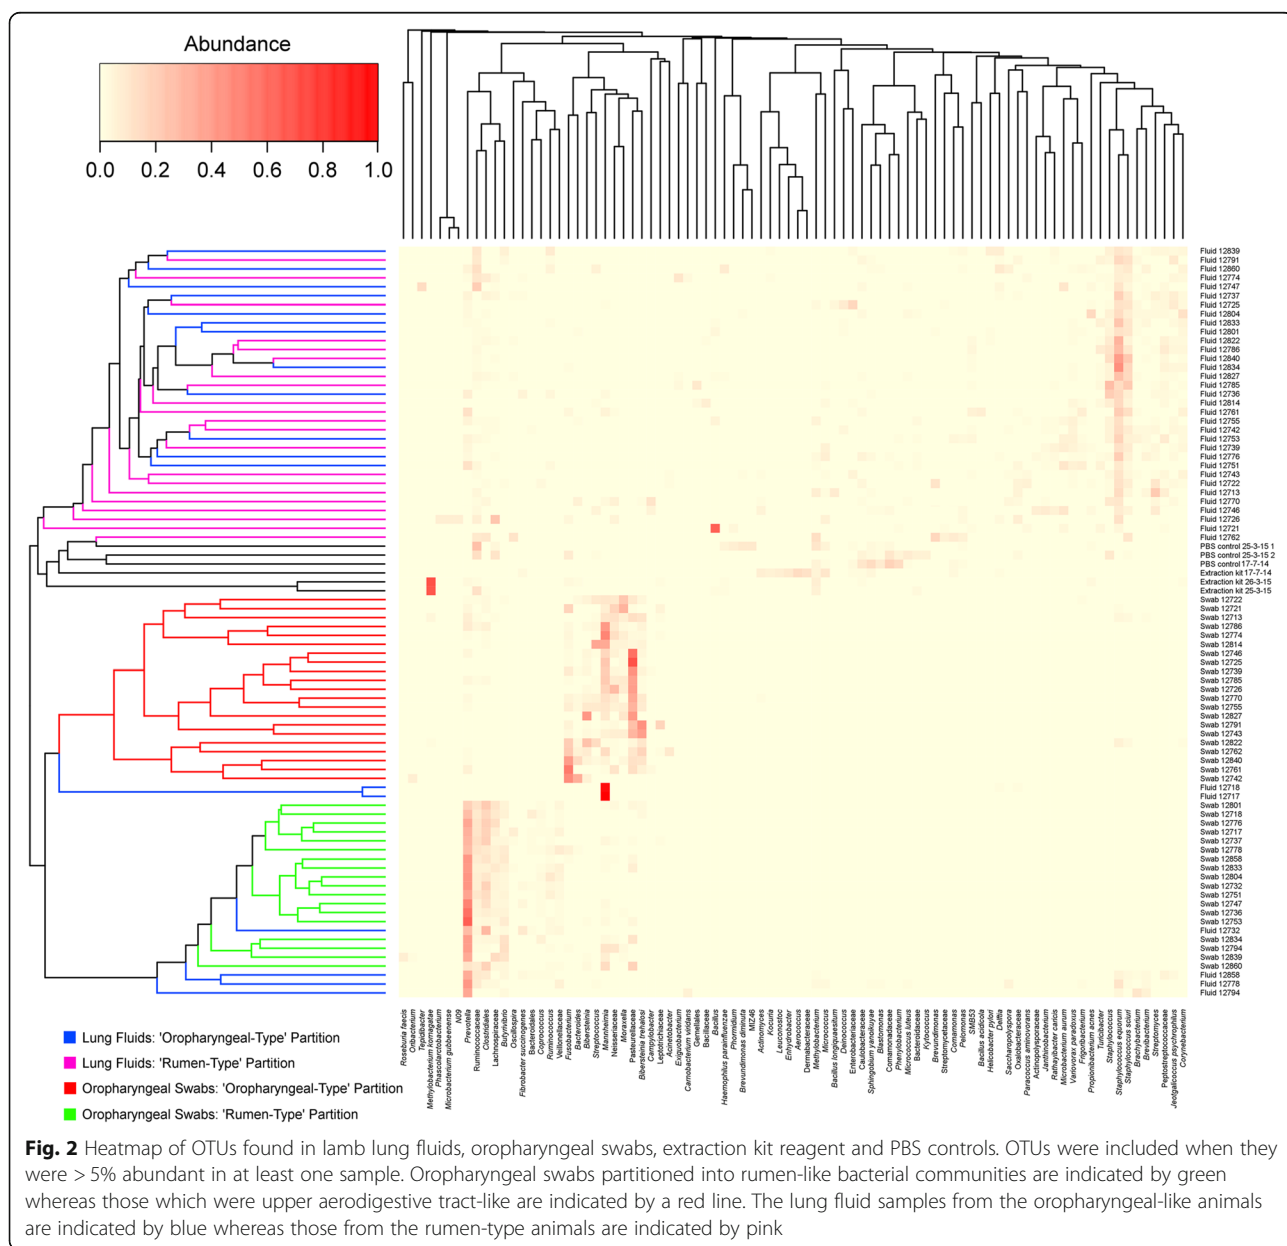 Abundance
0.0 0.2 0.4 0.6 0.8 1.0
Fluid 12839
Fluid 12791
Fluid 12860
Fluid 12774
Fluid 12747
Fluid 12737
Fluid 12725
Fluid 12804
Fluid 12833
Fluid 12801
Fluid 12822
Fluid 12786
Fluid 12840
Fluid 12834
Fluid 12827
Fluid 12785
Fluid 12736
Fluid 12814
Fluid 12761
Fluid 12755
Fluid 12742
Fluid 12753
Fluid 12739
Fluid 12776
Fluid 12751
Fluid 12743
Fluid 12722
Fluid 12713
Fluid 12770
Fluid 12746
Fluid 12726
Fluid 12721
Fluid 12762
PBS control 25-3-15 1
PBS control 25-3-15 2
PBS control 17-7-14
Extraction kit 17-7-14
Extraction kit 26-3-15
Extraction kit 25-3-15
Swab 12722
Swab 12721
Swab 12713
Swab 12786
Swab 12774
Swab 12814
Swab 12746
Swab 12725
Swab 12739
Swab 12785
Swab 12726
Swab 12770
Swab 12755
Swab 12827
Swab 12791
Swab 12743
Swab 12822
Swab 12762
Swab 12840
Swab 12761
Swab 12742
Fluid 12718
Fluid 12717
Swab 12801
Swab 12718
Swab 12776
Swab 12717
Swab 12737
Swab 12778
Swab 12858
Swab 12833
Swab 12804
Swab 12732
Swab 12751
Swab 12747
Swab 12736
Swab 12753
Fluid 12732
Swab 12834
Swab 12794
Swab 12839
Swab 12860
Fluid 12858
Fluid 12778
Fluid 12794
Roseburia faecis
Oribacterium
Tepidibacter
Methylobacterium komagatae
Phascolarctobacterium
Microbacterium gubbeenense
N09
Prevotella
Ruminococcaceae
Clostridiales
Lachnospiraceae
Butyrivibrio
Oscillospira
Fibrobacter succinogenes
Bacteroidales
Coprococcus
Ruminococcus
Veillonellaceae
Fusobacterium
Bacteroides
Bibersteinia
Streptococcus
Mannheimia
Neisseriaceae
Moraxella
Pasteurellaceae
Bibersteinia trehalosi
Campylobacter
Leptotrichiaceae
Acinetobacter
Exiguobacterium
Carnobacterium viridans
Gemellales
Bacillaceae
Bacillus
Kocuria
Haemophilus parainfluenzae
Phormidium
Brevundimonas diminuta
MIZ46
Actinomyces
Kocuria
Leuconostoc
Enhydrobacter
Aerococcus
Dermabacteraceae
Methylobacterium
Micrococcus
Bacillus longiquaesitum
Deinococcus
Enterobacteriaceae
Caulobacteraceae
Sphingobium yanoikuyae
Blastomonas
Comamonadaceae
Phenylobacterium
Micrococcus luteus
Bacteroidaceae
Kytococcus
Brevundimonas
Streptomycetaceae
Comamonas
Pelomonas
SMB53
Bacillus acidicola
Helicobacter pylori
Delftia
Saccharopolyspora
Oxalobacteraceae
Paracoccus aminovorans
Actinopolysporaceae
Janthinobacterium
Rathayibacter caricis
Microbacterium aurum
Variovorax paradoxus
Frigoribacterium
Propionibacterium acnes
Turicibacter
Staphylococcus
Staphylococcus equorum
Staphylococcus sciuri
Brachybacterium
Brevibacterium
Streptomyces
Peptostreptococcaceae
Jeotgalicoccus psychrophilus
Corynebacterium
Lung Fluids: 'Oropharyngeal-Type' Partition
Lung Fluids: 'Rumen-Type' Partition
Oropharyngeal Swabs: 'Oropharyngeal-Type' Partition
Oropharyngeal Swabs: 'Rumen-Type' Partition
Fig. 2 Heatmap of OTUs found in lamb lung fluids, oropharyngeal swabs, extraction kit reagent and PBS controls. OTUs were included when they
were > 5% abundant in at least one sample. Oropharyngeal swabs partitioned into rumen-like bacterial communities are indicated by green
whereas those which were upper aerodigestive tract-like are indicated by a red line. The lung fluid samples from the oropharyngeal-like animals
are indicated by blue whereas those from the rumen-type animals are indicated by pink